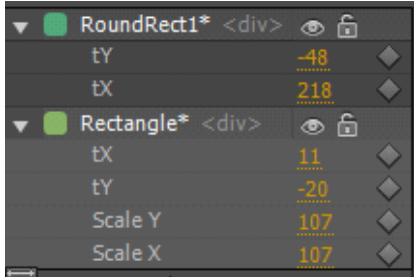 RoundRect1* <div>
tY -48
tX 218
Rectangle* <div>
tX 11
tY -20
Scale Y 107
Scale X 107